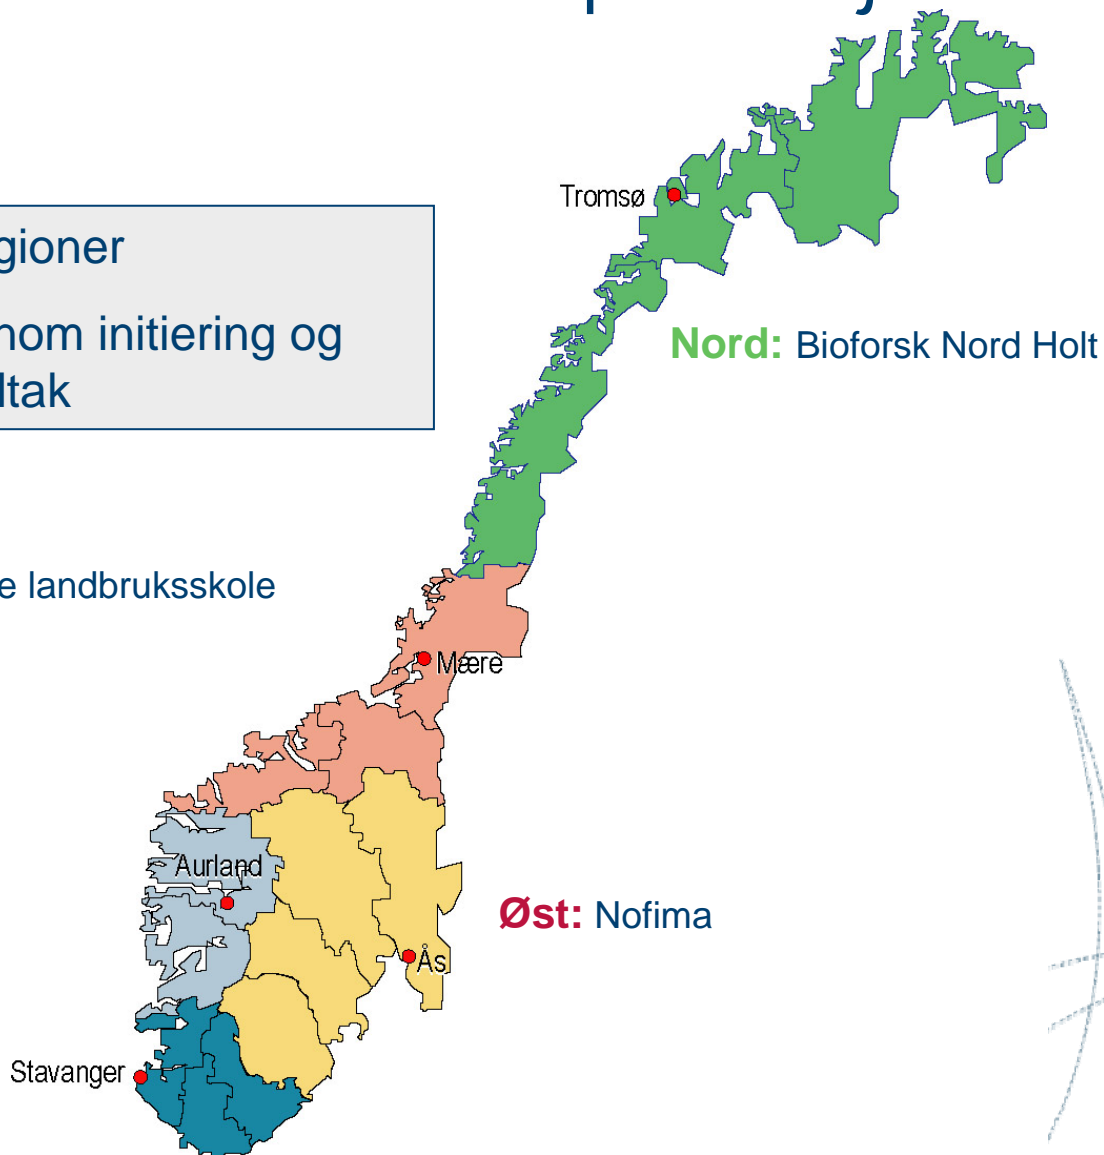 Tromsø
gioner
nom initiering og
ltak
Nord: Bioforsk Nord Holt
e landbruksskole
Mære
Aurland
Øst: Nofima
Ås
Stavanger